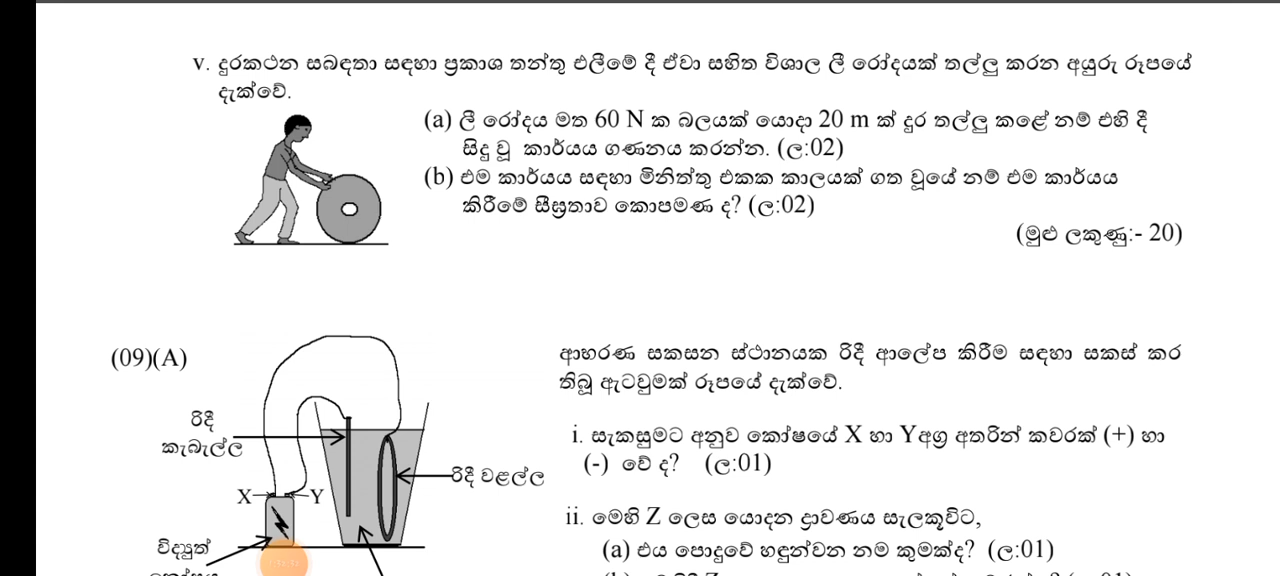 v. දුරකථන සබඳතා සඳහා ප්‍රකාශ තන්තු එලීමේ දී ඒවා සහිත විශාල ලී රෝදයක් තල්ලු කරන අයුරු රූපයේ
දැක්වේ.
(a) ලී රෝදය මත 60 N ක බලයක් යොදා 20 m ක් දුර තල්ලු කළේ නම් එහි දී
සිදු වූ කාර්යය ගණනය කරන්න. (ල:02)
(b) එම කාර්යය සඳහා මිනිත්තු එකක කාලයක් ගත වූයේ නම් එම කාර්යය
කිරීමේ සීඝ්‍රතාව කොපමණ ද? (ල:02)
(මුළු ලකුණු:- 20)
(09)(A)
ආභරණ සකසන ස්ථානයක රිදී ආලේප කිරීම සඳහා සකස් කර
තිබූ ඇටවුමක් රූපයේ දැක්වේ.
රිදී
කැබැල්ල
රිදී වළල්ල
X
Y
විද්‍යුත්
i. සැකසුමට අනුව කෝෂයේ X හා Yඅග්‍ර අතරින් කවරක් (+) හා
(-) වේ ද? (ල:01)
ii. මෙහි Z ලෙස යොදන ද්‍රාවණය සැලකූවිට,
(a) එය පොදුවේ හඳුන්වන නම කුමක්ද? (ල:01)